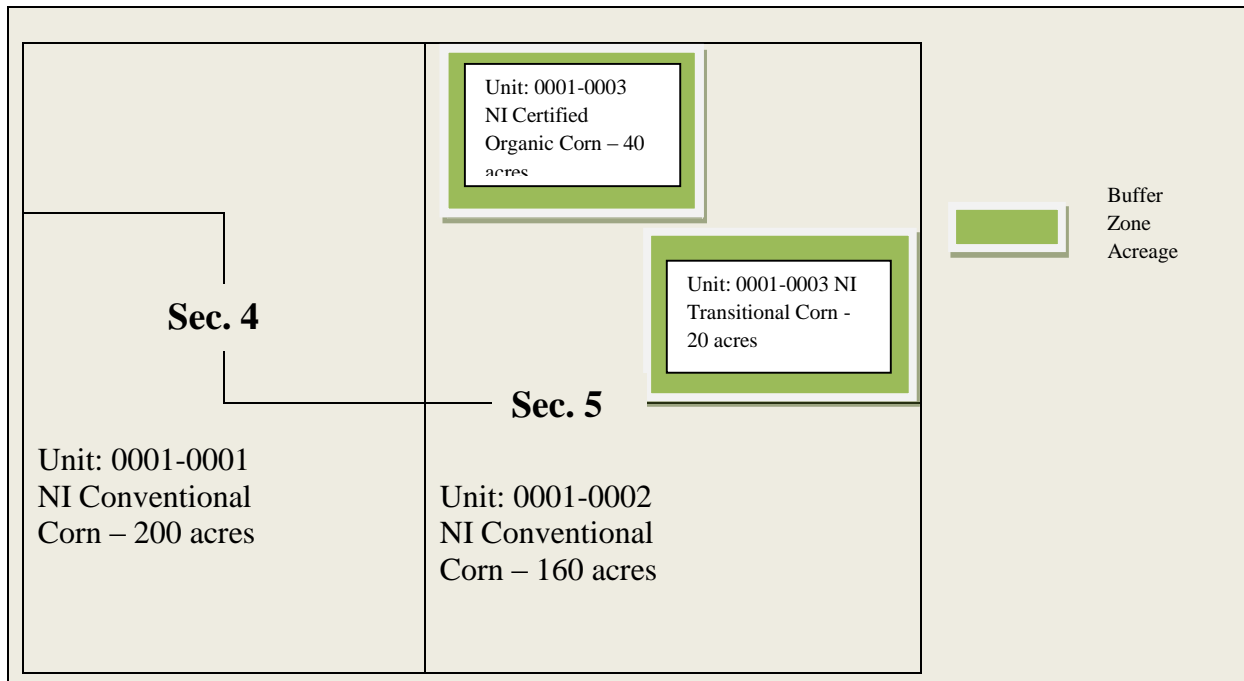 Unit: 0001-0003
NI Certified
Organic Corn – 40
acres
Unit: 0001-0003 NI
Transitional Corn -
20 acres
Buffer
Zone
Acreage
Sec. 4
Sec. 5
Unit: 0001-0001
NI Conventional
Corn – 200 acres
Unit: 0001-0002
NI Conventional
Corn – 160 acres